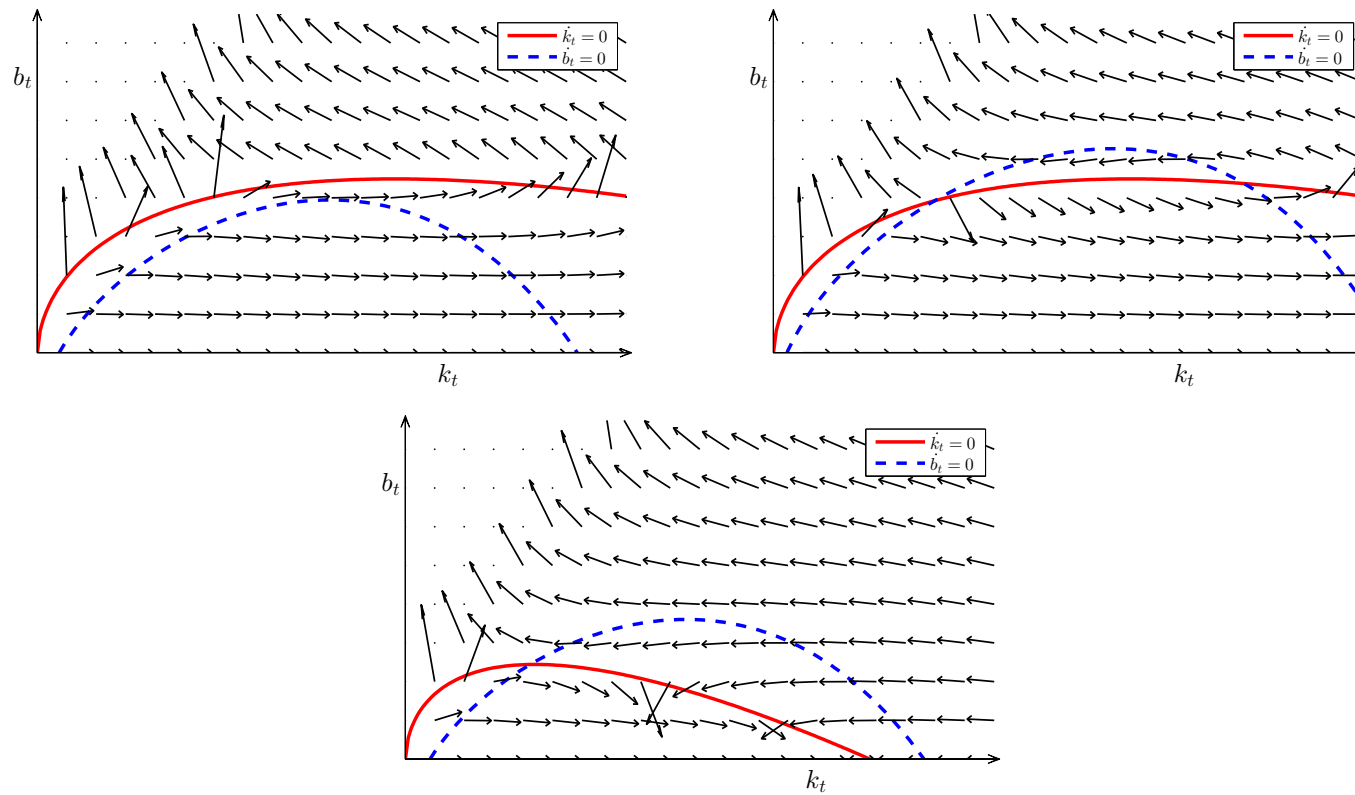 b_t
k̇_t = 0
ḃ_t = 0
k_t
b_t
k̇_t = 0
ḃ_t = 0
k_t
b_t
k̇_t = 0
ḃ_t = 0
k_t